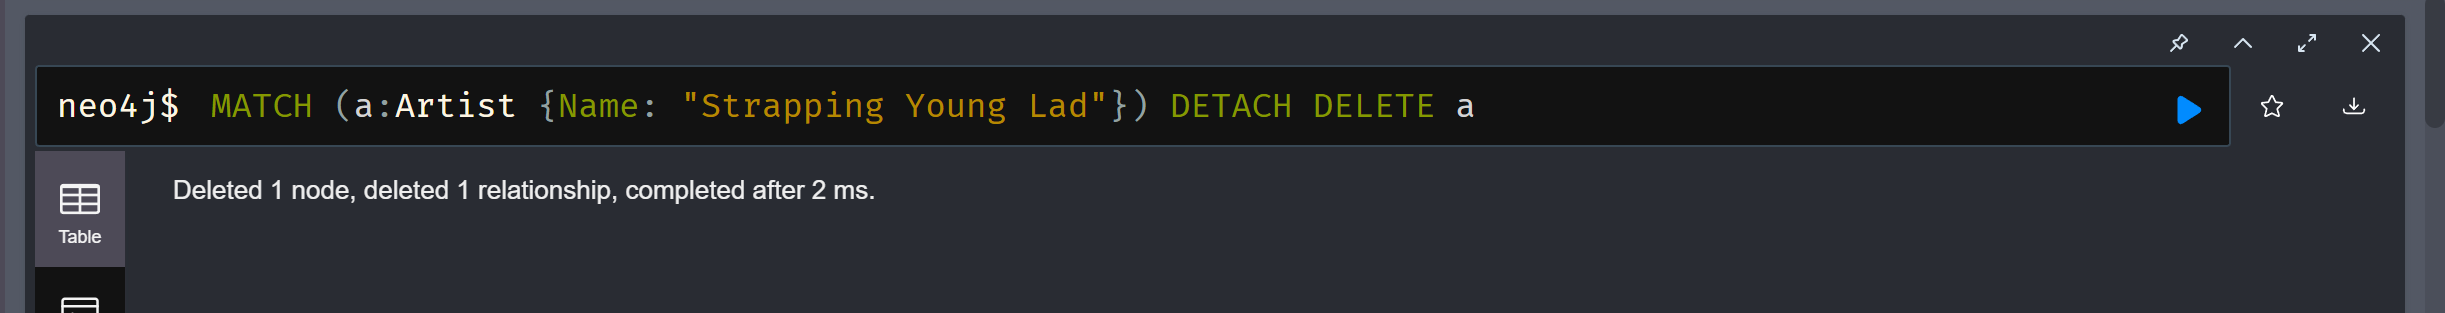 neo4j$ MATCH (a:Artist {Name: "Strapping Young Lad"}) DETACH DELETE a
Deleted 1 node, deleted 1 relationship, completed after 2 ms.
Table